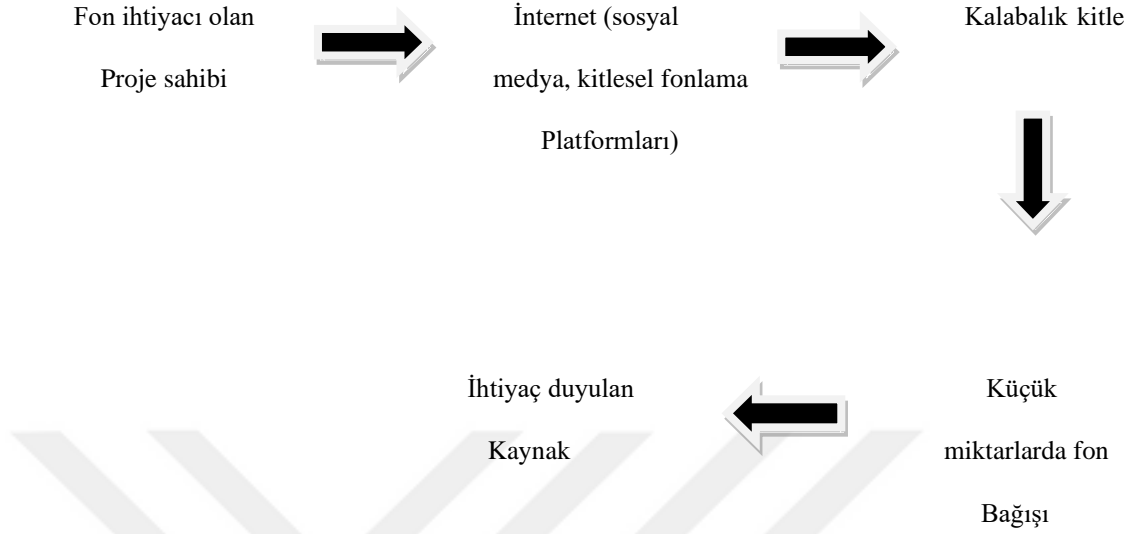 Fon ihtiyacı olan
Proje sahibi
İnternet (sosyal
medya, kitlesel fonlama
Platformları)
Kalabalık kitle
Küçük
miktarlarda fon
Bağışı
İhtiyaç duyulan
Kaynak